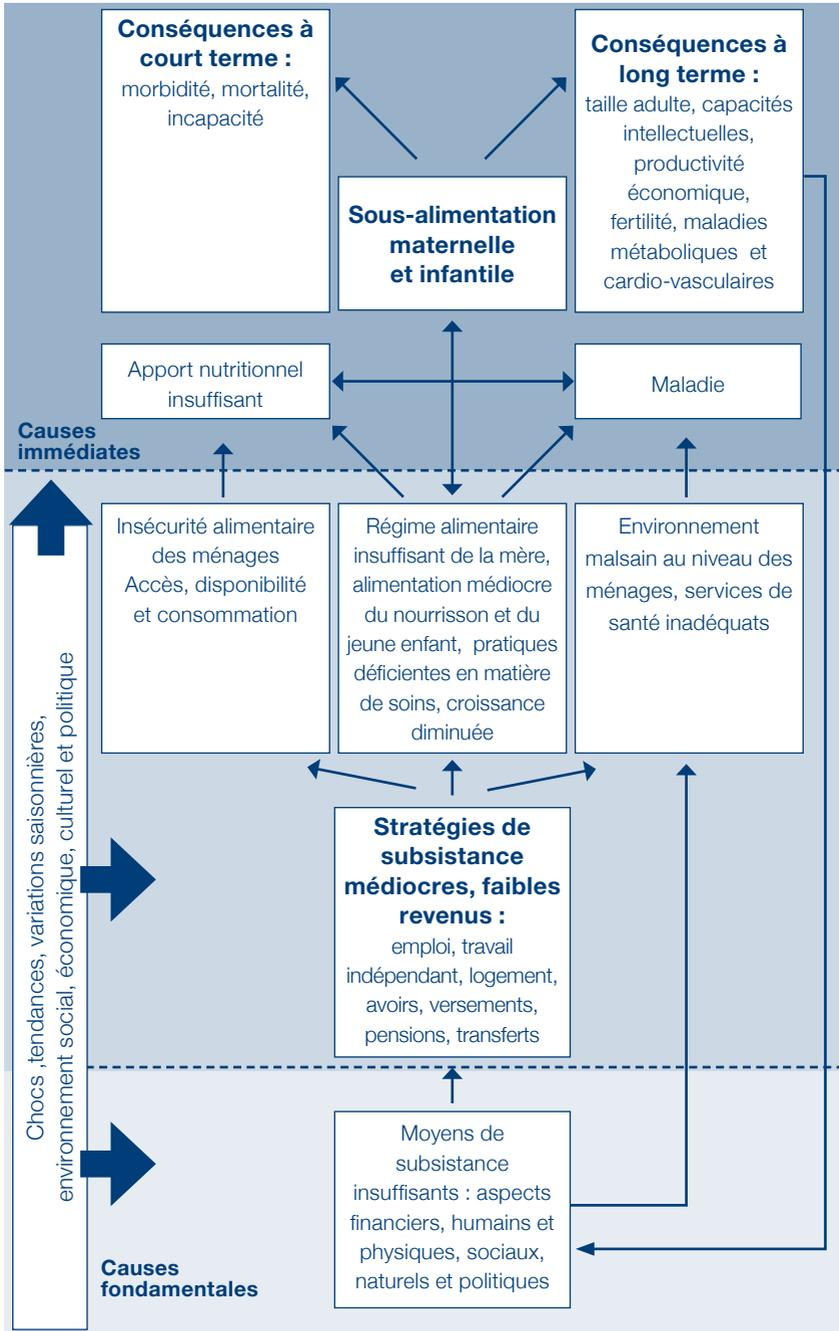 Conséquences à
court terme :
morbidité, mortalité,
incapacité
Conséquences à
long terme :
taille adulte, capacités
intellectuelles,
productivité
économique,
fertilité, maladies
métaboliques et
cardio-vasculaires
Sous-alimentation
maternelle
et infantile
Apport nutritionnel
insuffisant
Maladie
Causes
immédiates
Insécurité alimentaire
des ménages
Accès, disponibilité
et consommation
Régime alimentaire
insuffisant de la mère,
alimentation médiocre
du nourrisson et du
jeune enfant, pratiques
déficientes en matière
de soins, croissance
diminuée
Environnement
malsain au niveau des
ménages, services de
santé inadéquats
Chocs ,tendances, variations saisonnières,
environnement social, économique, culturel et politique
Stratégies de
subsistance
médiocres, faibles
revenus :
emploi, travail
indépendant, logement,
avoirs, versements,
pensions, transferts
Moyens de
subsistance
insuffisants : aspects
financiers, humains et
physiques, sociaux,
naturels et politiques
Causes
fondamentales